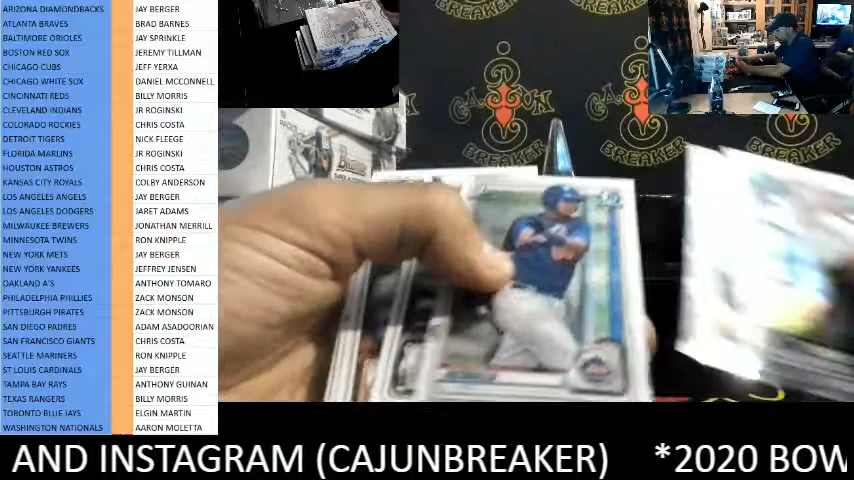 ARIZONA DIAMONDBACKS JAY BERGER
ATLANTA BRAVES BRAD BARNES
BALTIMORE ORIOLES JAY SPRINKLE
BOSTON RED SOX JEREMY TILLMAN
CHICAGO CUBS JEFF YERXA
CHICAGO WHITE SOX DANIEL MCCONNELL
CINCINNATI REDS BILLY MORRIS
CLEVELAND INDIANS JR ROGINSKI
COLORADO ROCKIES CHRIS COSTA
DETROIT TIGERS NICK FLEEGE
FLORIDA MARLINS JR ROGINSKI
HOUSTON ASTROS CHRIS COSTA
KANSAS CITY ROYALS COLBY ANDERSON
LOS ANGELES ANGELS JAY BERGER
LOS ANGELES DODGERS JARET ADAMS
MILWAUKEE BREWERS JONATHAN MERRILL
MINNESOTA TWINS RON KNIPPLE
NEW YORK METS JAY BERGER
NEW YORK YANKEES JEFFREY JENSEN
OAKLAND A'S ANTHONY TOMARO
PHILADELPHIA PHILLIES ZACK MONSON
PITTSBURGH PIRATES ZACK MONSON
SAN DIEGO PADRES ADAM ASADOORIAN
SAN FRANCISCO GIANTS CHRIS COSTA
SEATTLE MARINERS RON KNIPPLE
ST LOUIS CARDINALS JAY BERGER
TAMPA BAY RAYS ANTHONY GUINAN
TEXAS RANGERS BILLY MORRIS
TORONTO BLUE JAYS ELGIN MARTIN
WASHINGTON NATIONALS AARON MOLETTA
CAJUN
BREAKER
BREAKER
BREAKER
AND INSTAGRAM (CAJUNBREAKER) *2020 BOW